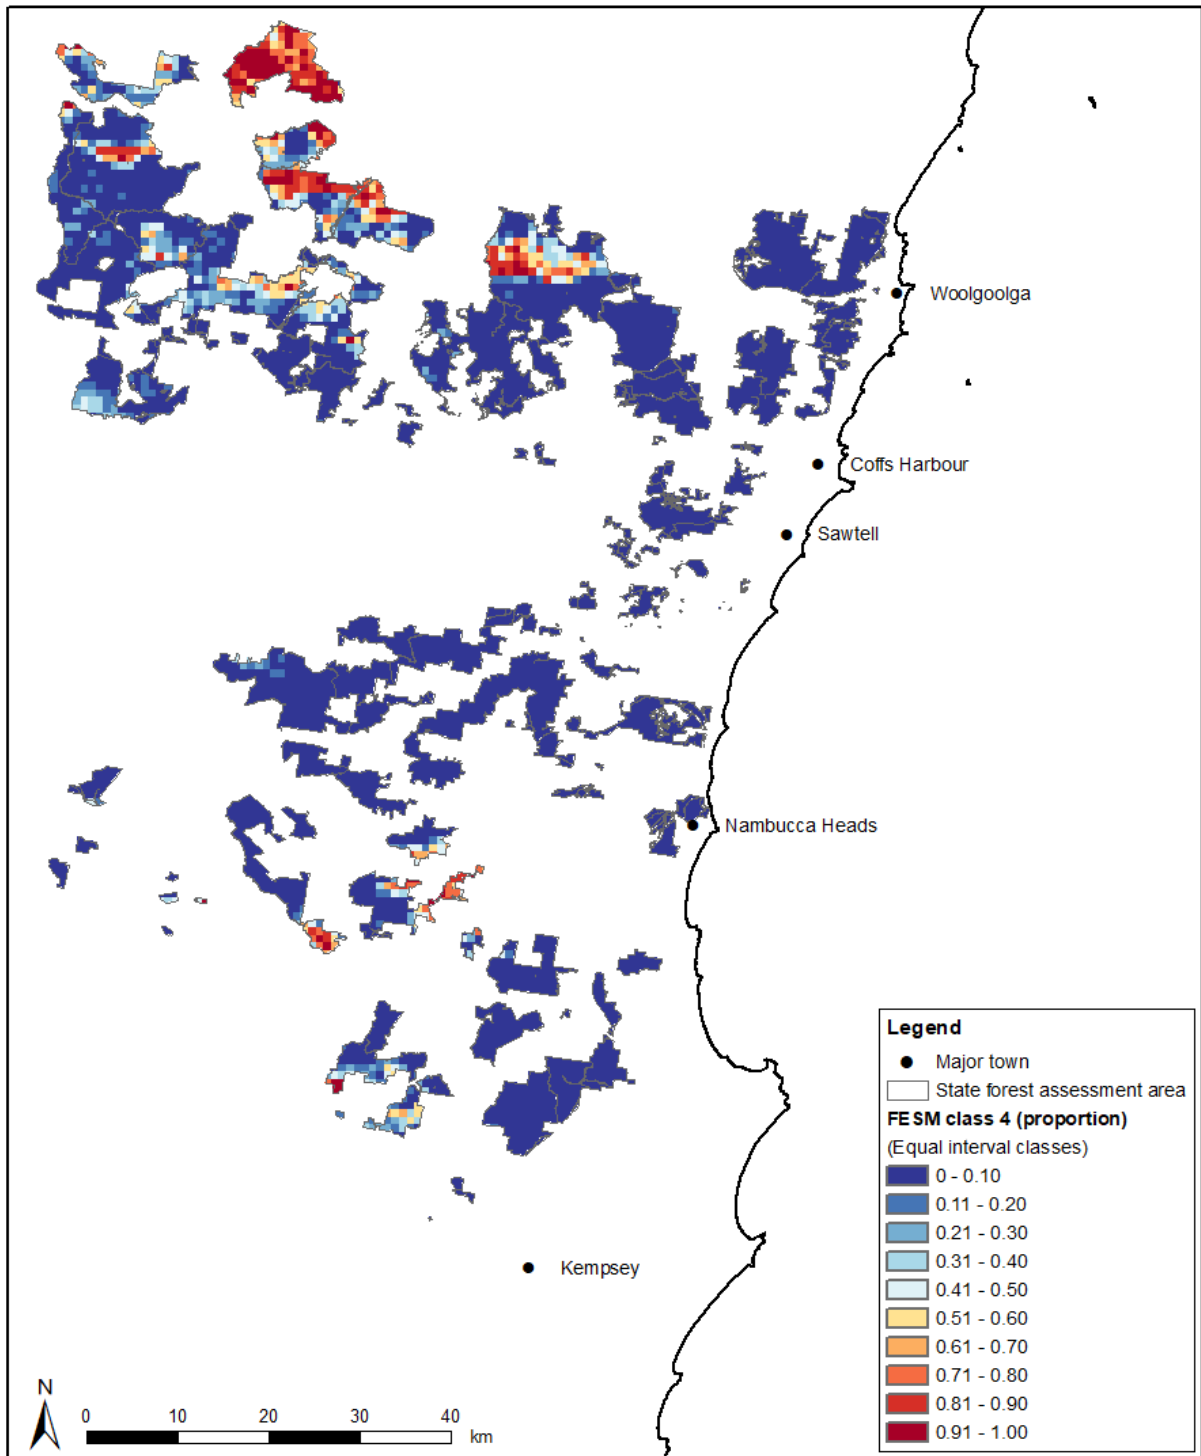 Woolgoolga
Coffs Harbour
Sawtell
Nambucca Heads
Kempsey
Legend
Major town
State forest assessment area
FESM class 4 (proportion)
(Equal interval classes)
0 - 0.10
0.11 - 0.20
0.21 - 0.30
0.31 - 0.40
0.41 - 0.50
0.51 - 0.60
0.61 - 0.70
0.71 - 0.80
0.81 - 0.90
0.91 - 1.00
N
0 10 20 30 40
km